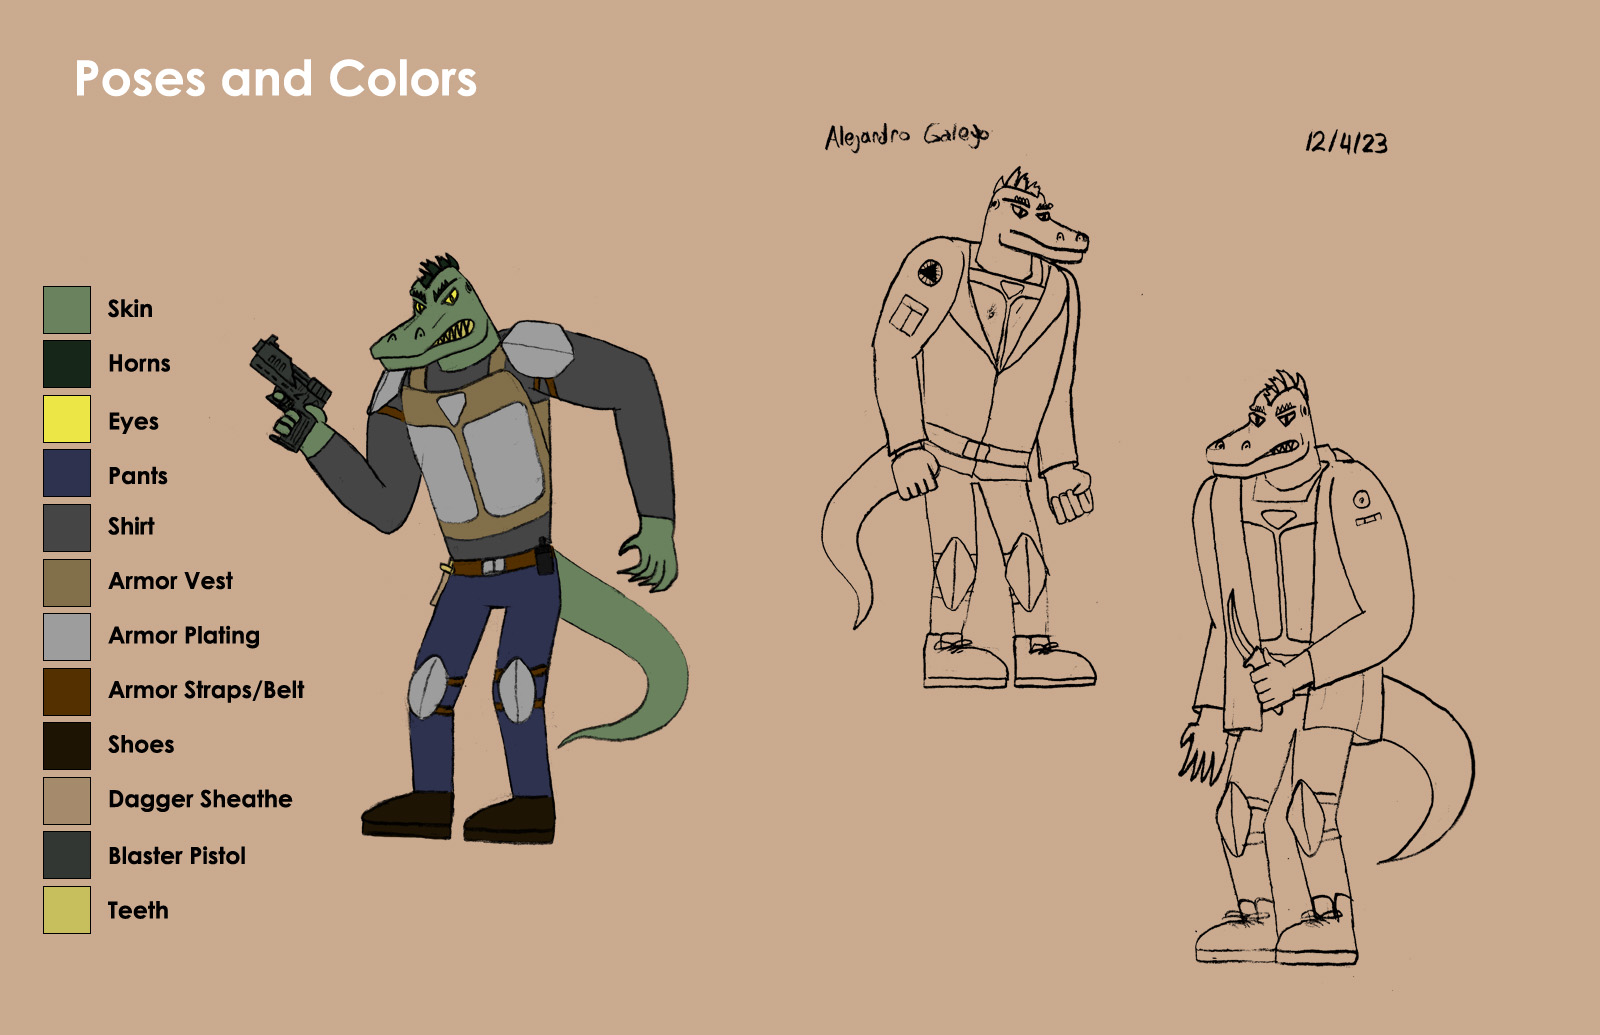 Poses and Colors
Alejandro Galego
12/4/23
Skin
Horns
Eyes
Pants
Shirt
Armor Vest
Armor Plating
Armor Straps/Belt
Shoes
Dagger Sheathe
Blaster Pistol
Teeth